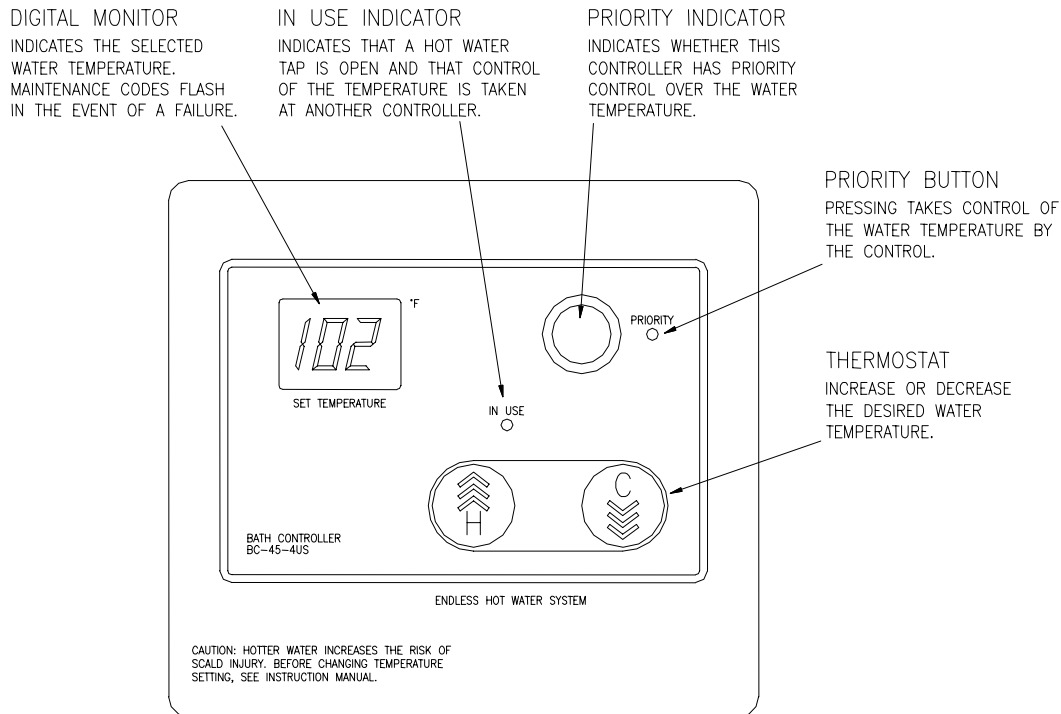 DIGITAL MONITOR
INDICATES THE SELECTED
WATER TEMPERATURE.
MAINTENANCE CODES FLASH
IN THE EVENT OF A FAILURE.
IN USE INDICATOR
INDICATES THAT A HOT WATER
TAP IS OPEN AND THAT CONTROL
OF THE TEMPERATURE IS TAKEN
AT ANOTHER CONTROLLER.
PRIORITY INDICATOR
INDICATES WHETHER THIS
CONTROLLER HAS PRIORITY
CONTROL OVER THE WATER
TEMPERATURE.
PRIORITY BUTTON
PRESSING TAKES CONTROL OF
THE WATER TEMPERATURE BY
THE CONTROL.
THERMOSTAT
INCREASE OR DECREASE
THE DESIRED WATER
TEMPERATURE.
°F
102
SET TEMPERATURE
PRIORITY
IN USE
H
C
BATH CONTROLLER
BC-45-4US
ENDLESS HOT WATER SYSTEM
CAUTION: HOTTER WATER INCREASES THE RISK OF
SCALD INJURY. BEFORE CHANGING TEMPERATURE
SETTING, SEE INSTRUCTION MANUAL.